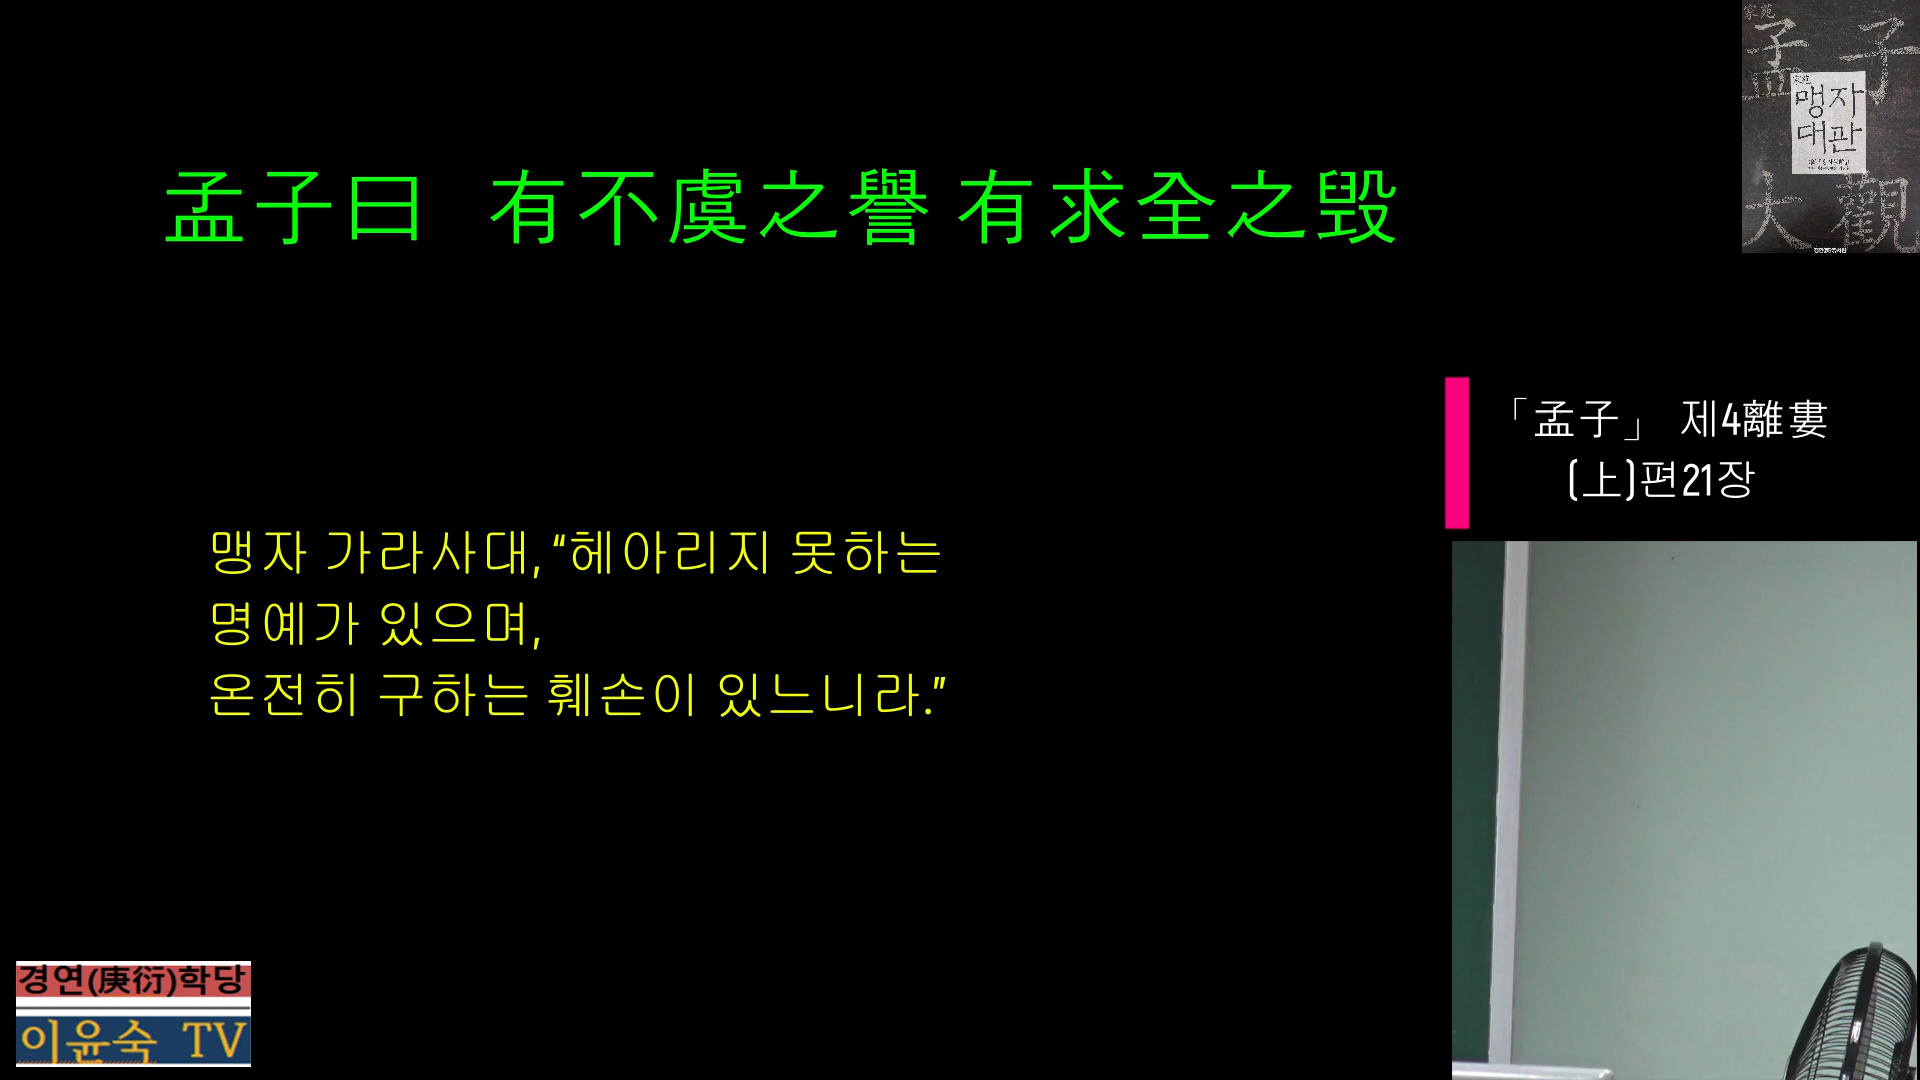 孟子曰 有不虞之譽 有求全之毁
맹자 가라사대, “헤아리지 못하는
명예가 있으며,
온전히 구하는 훼손이 있느니라.”
「孟子」 제4離婁
(上)편21장
家苑
孟子
맹자
대관
大觀
경연(庚衍)학당
이윤숙 TV